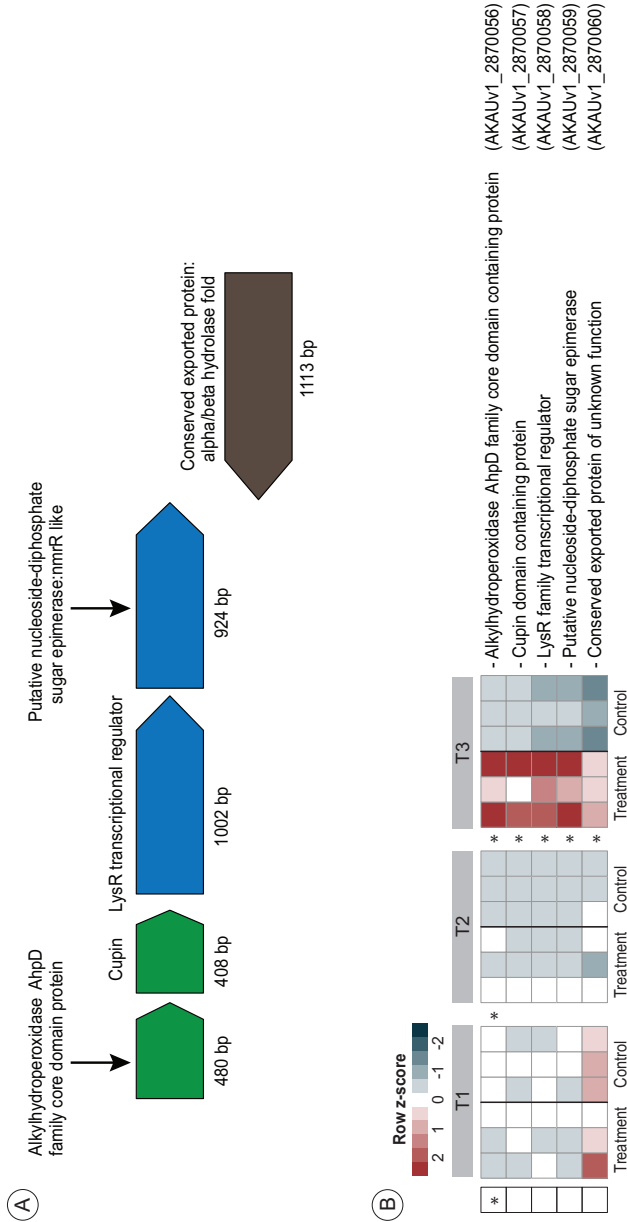 A
Alkylhydroperoxidase AhpD
family core domain protein
Cupin
LysR transcriptional regulator
Putative nucleoside-diphosphate
sugar epimerase:nmrR like
Conserved exported protein:
alpha/beta hydrolase fold
480 bp
408 bp
1002 bp
924 bp
1113 bp
B
Row z-score
2 1 0 -1 -2
T1 T2 T3
* * * - Alkylhydroperoxidase AhpD family core domain containing protein (AKAUv1_2870056)
* - Cupin domain containing protein (AKAUv1_2870057)
* - LysR family transcriptional regulator (AKAUv1_2870058)
* - Putative nucleoside-diphosphate sugar epimerase (AKAUv1_2870059)
* - Conserved exported protein of unknown function (AKAUv1_2870060)
Treatment Control Treatment Control Treatment Control